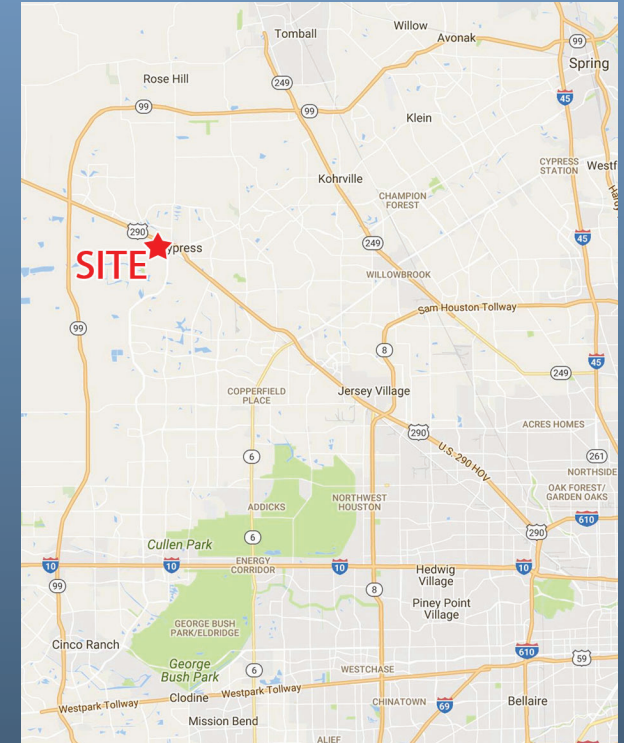 Tomball
Willow
Avonak
99
Spring
Rose Hill
249
45
99
99
Klein
CYPRESS
STATION
Westf
Kohrville
CHAMPION
FOREST
Hard
290
ypress
SITE
249
45
WILLOWBROOK
Sam Houston Tollway
99
8
45
249
COPPERFIELD
PLACE
Jersey Village
290
ACRES HOMES
U.S. 290 HOV
6
261
NORTHSIDE
OAK FOREST/
GARDEN OAKS
NORTHWEST
HOUSTON
ADDICKS
610
290
6
Cullen Park
ENERGY
CORRIDOR
10
10
10
10
Hedwig
Village
99
8
Piney Point
Village
GEORGE BUSH
PARK/ELDRIDGE
Cinco Ranch
610
59
George
Bush Park
6
WESTCHASE
Clodine
Westpark Tollway
Westpark Tollway
CHINATOWN
69
Bellaire
Mission Bend
ALIEF